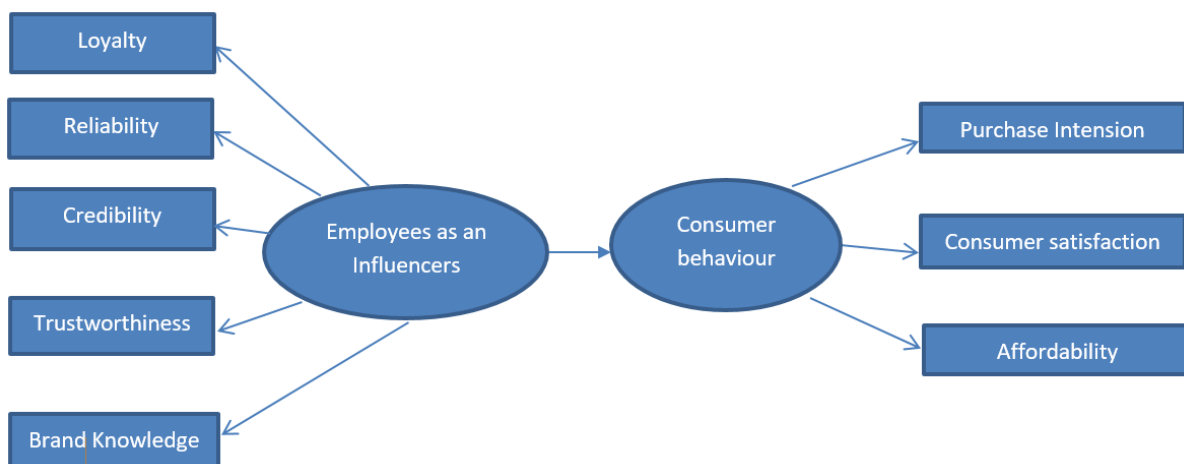 Loyalty
Reliability
Credibility
Trustworthiness
Brand Knowledge
Employees as an
Influencers
Consumer
behaviour
Purchase Intension
Consumer satisfaction
Affordability